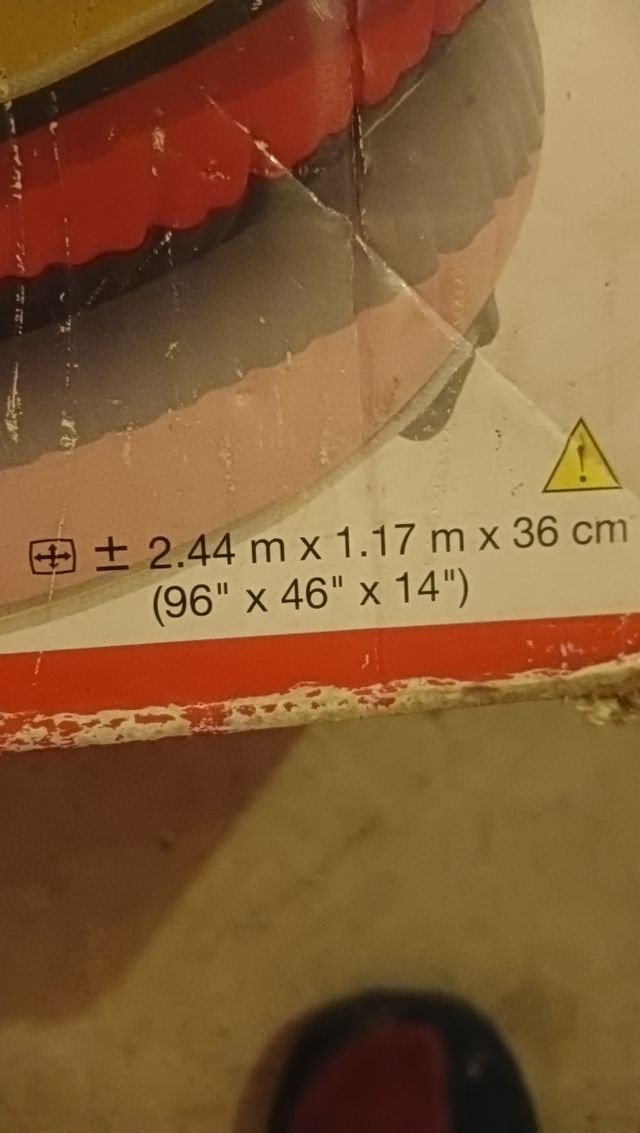 ± 2.44 m x 1.17 m x 36 cm
(96" x 46" x 14")